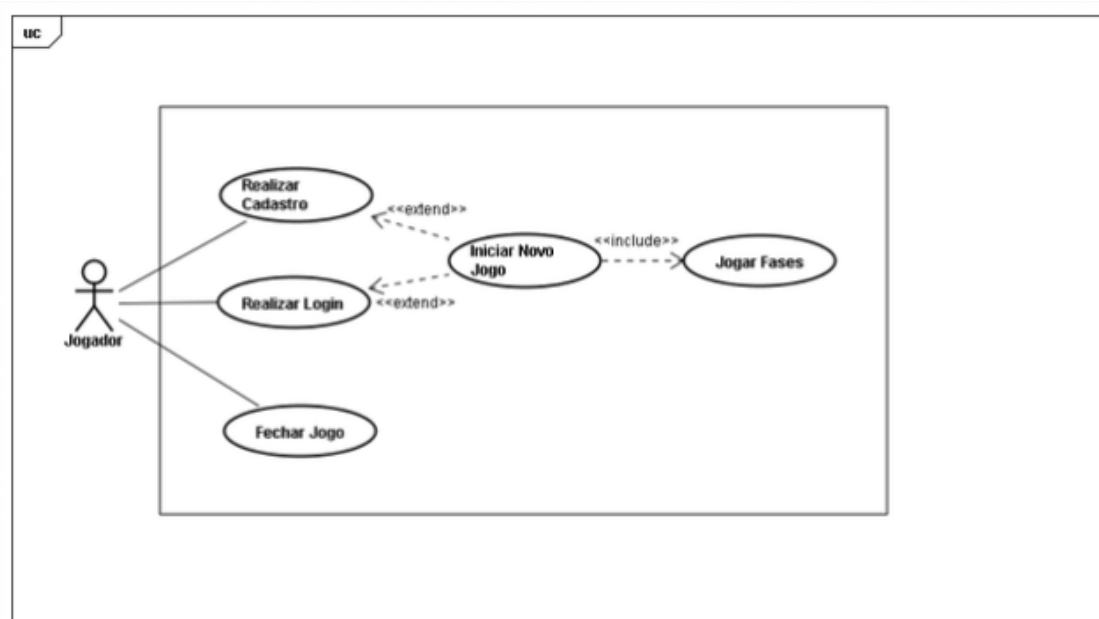 uc
Realizar
Cadastro
<<extend>>
Iniciar Novo
Jogo
<<include>>
Jogar Fases
Realizar Login
<<extend>>
Jogador
Fechar Jogo